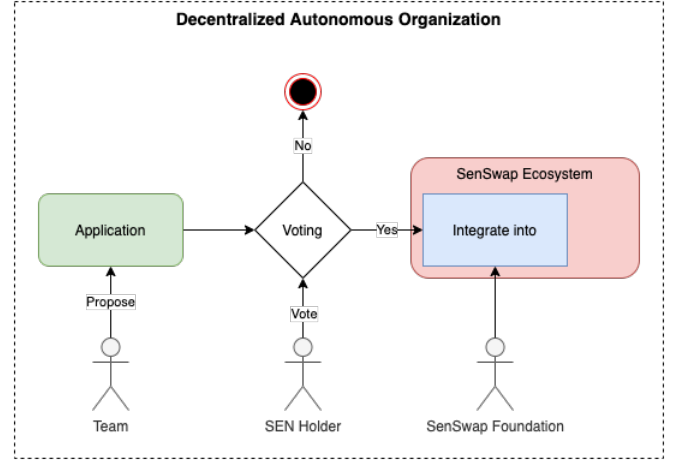 Decentralized Autonomous Organization
No
SenSwap Ecosystem
Application
Voting
Yes
Integrate into
Propose
Vote
Team
SEN Holder
SenSwap Foundation